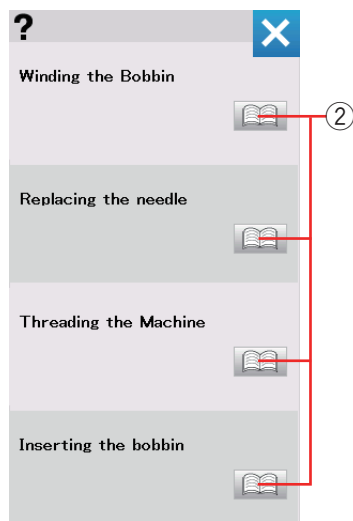 ?
Winding the Bobbin
②
Replacing the needle
Threading the Machine
Inserting the bobbin